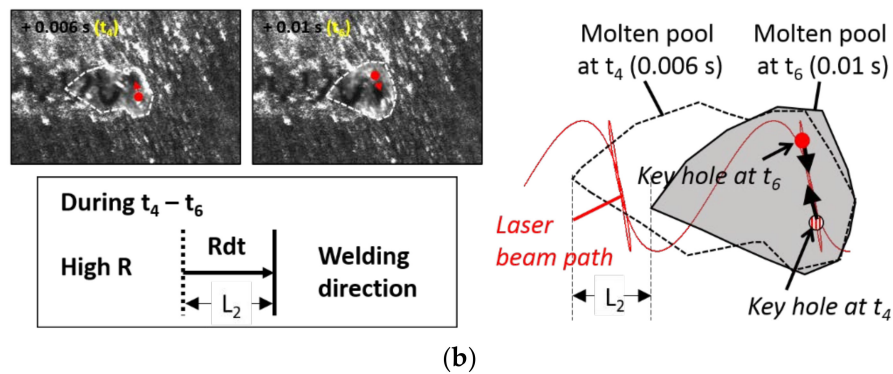 + 0.006 s (t4)
+ 0.01 s (t6)
During t4 – t6
High R
Rdt
L2
Welding
direction
Molten pool
at t4 (0.006 s)
Molten pool
at t6 (0.01 s)
Key hole at t6
Laser
beam path
L2
Key hole at t4
(b)